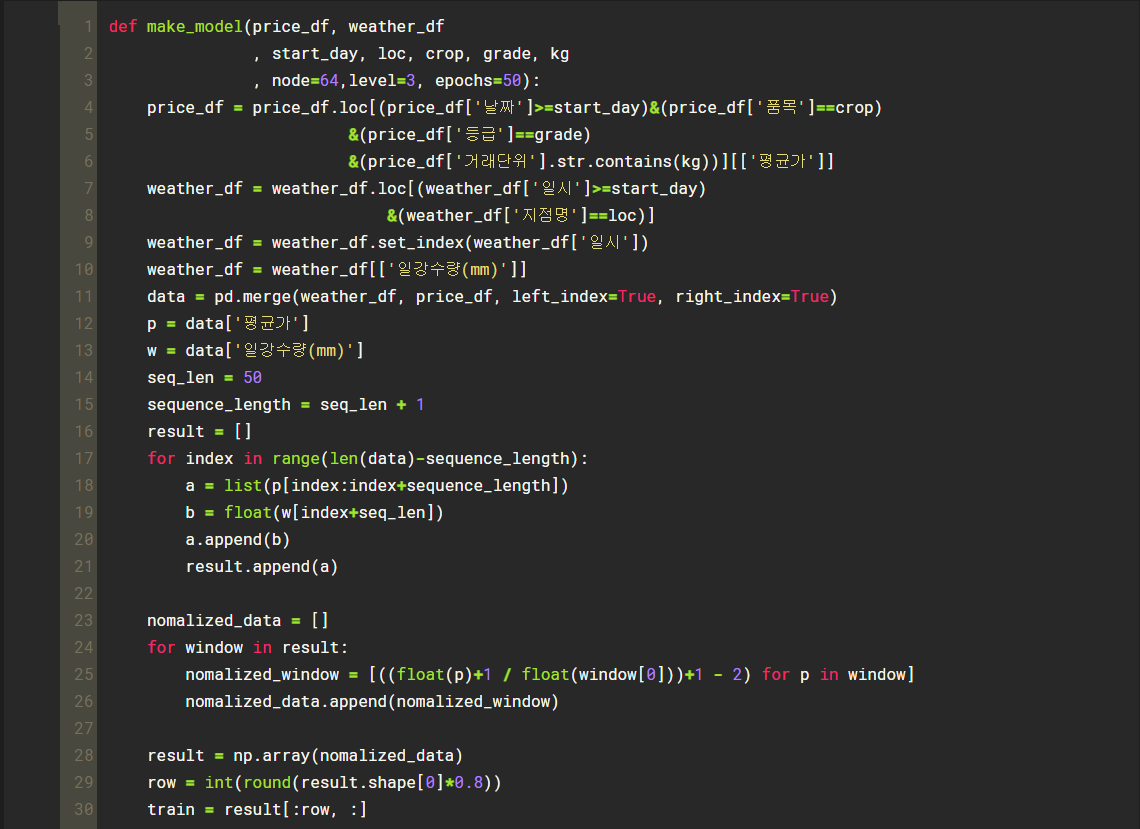 1 def make_model(price_df, weather_df
2 , start_day, loc, crop, grade, kg
3 , node=64,level=3, epochs=50):
4 price_df = price_df.loc[(price_df['날짜']>=start_day)&(price_df['품목']==crop)
5 &(price_df['등급']==grade)
6 &(price_df['거래단위'].str.contains(kg))][['평균가']]
7 weather_df = weather_df.loc[(weather_df['일시']>=start_day)
8 &(weather_df['지점명']==loc)]
9 weather_df = weather_df.set_index(weather_df['일시'])
10 weather_df = weather_df[['일강수량(mm)']]
11 data = pd.merge(weather_df, price_df, left_index=True, right_index=True)
12 p = data['평균가']
13 w = data['일강수량(mm)']
14 seq_len = 50
15 sequence_length = seq_len + 1
16 result = []
17 for index in range(len(data)-sequence_length):
18 a = list(p[index:index+sequence_length])
19 b = float(w[index+seq_len])
20 a.append(b)
21 result.append(a)
22
23 nomalized_data = []
24 for window in result:
25 nomalized_window = [((float(p)+1 / float(window[0]))+1 - 2) for p in window]
26 nomalized_data.append(nomalized_window)
27
28 result = np.array(nomalized_data)
29 row = int(round(result.shape[0]*0.8))
30 train = result[:row, :]